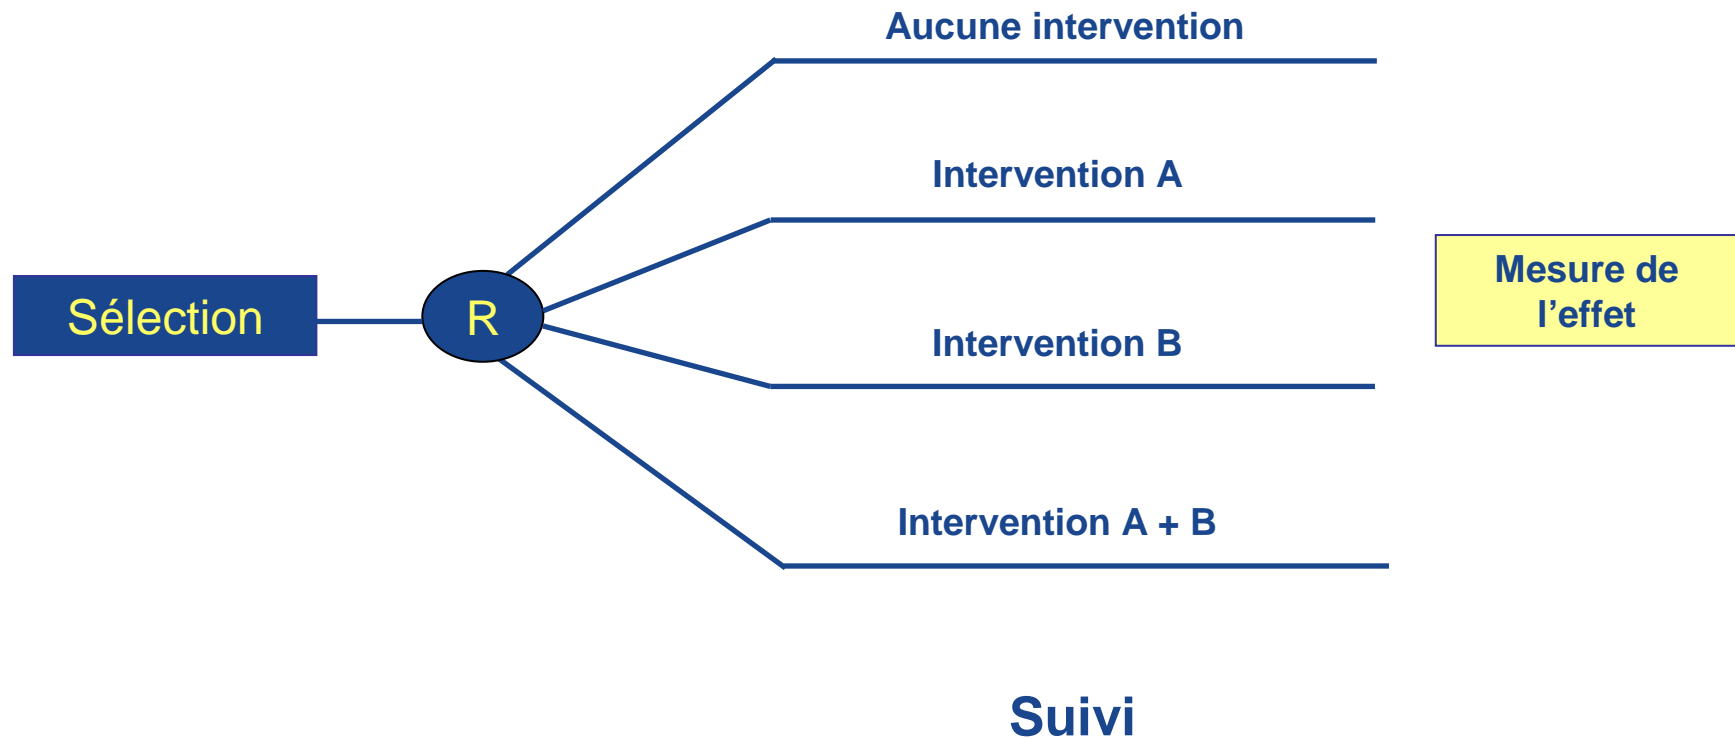 Aucune intervention
Intervention A
Sélection
R
Intervention B
Mesure de
l’effet
Intervention A + B
Suivi